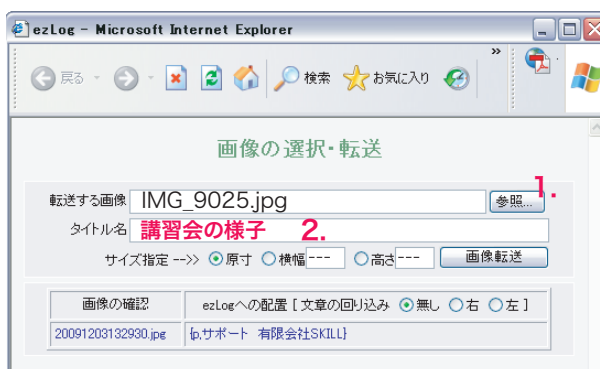 ezLog - Microsoft Internet Explorer
戻る 検索 お気に入り »
画像の選択・転送
転送する画像 IMG_9025.jpg 参照... 1.
タイトル名 講習会の様子 2.
サイズ指定 -->> 原寸 横幅 --- 高さ --- 画像転送
画像の確認 ezLogへの配置 [ 文章の回り込み 無し 右 左 ]
20091203132930.jpg {p,サポート 有限会社SKILL}